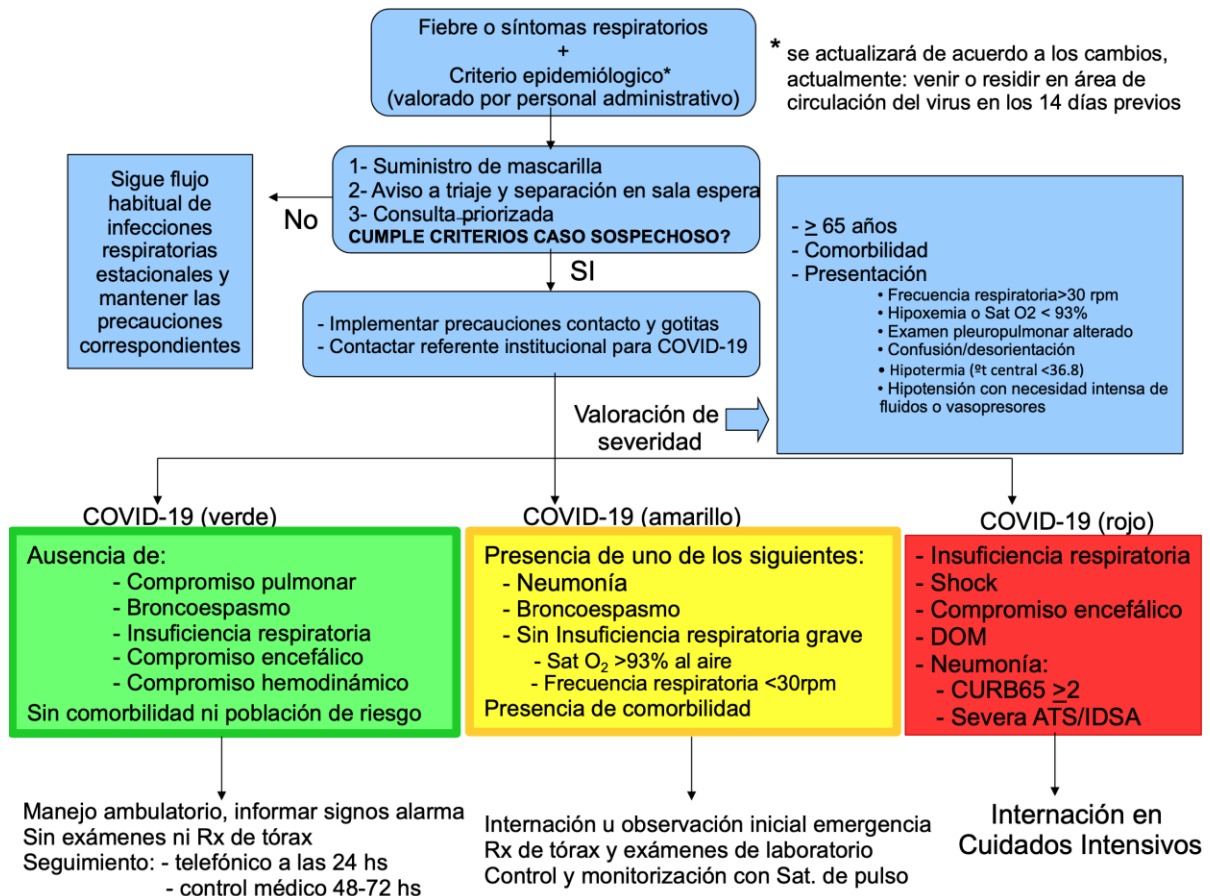 Fiebre o síntomas respiratorios
+
Criterio epidemiológico*
(valorado por personal administrativo)
* se actualizará de acuerdo a los cambios,
actualmente: venir o residir en área de
circulación del virus en los 14 días previos
1- Suministro de mascarilla
2- Aviso a triaje y separación en sala espera
3- Consulta priorizada
CUMPLE CRITERIOS CASO SOSPECHOSO?
No
Sigue flujo
habitual de
infecciones
respiratorias
estacionales y
mantener las
precauciones
correspondientes
SI
- Implementar precauciones contacto y gotitas
- Contactar referente institucional para COVID-19
Valoración de
severidad
- ≥ 65 años
- Comorbilidad
- Presentación
• Frecuencia respiratoria>30 rpm
• Hipoxemia o Sat O2 < 93%
• Examen pleuropulmonar alterado
• Confusión/desorientación
• Hipotermia (ºt central <36.8)
• Hipotensión con necesidad intensa de
fluidos o vasopresores
COVID-19 (verde)
Ausencia de:
- Compromiso pulmonar
- Broncoespasmo
- Insuficiencia respiratoria
- Compromiso encefálico
- Compromiso hemodinámico
Sin comorbilidad ni población de riesgo
Manejo ambulatorio, informar signos alarma
Sin exámenes ni Rx de tórax
Seguimiento: - telefónico a las 24 hs
- control médico 48-72 hs
COVID-19 (amarillo)
Presencia de uno de los siguientes:
- Neumonía
- Broncoespasmo
- Sin Insuficiencia respiratoria grave
- Sat O₂ >93% al aire
- Frecuencia respiratoria <30rpm
Presencia de comorbilidad
Internación u observación inicial emergencia
Rx de tórax y exámenes de laboratorio
Control y monitorización con Sat. de pulso
COVID-19 (rojo)
- Insuficiencia respiratoria
- Shock
- Compromiso encefálico
- DOM
- Neumonía:
- CURB65 ≥2
- Severa ATS/IDSA
Internación en
Cuidados Intensivos